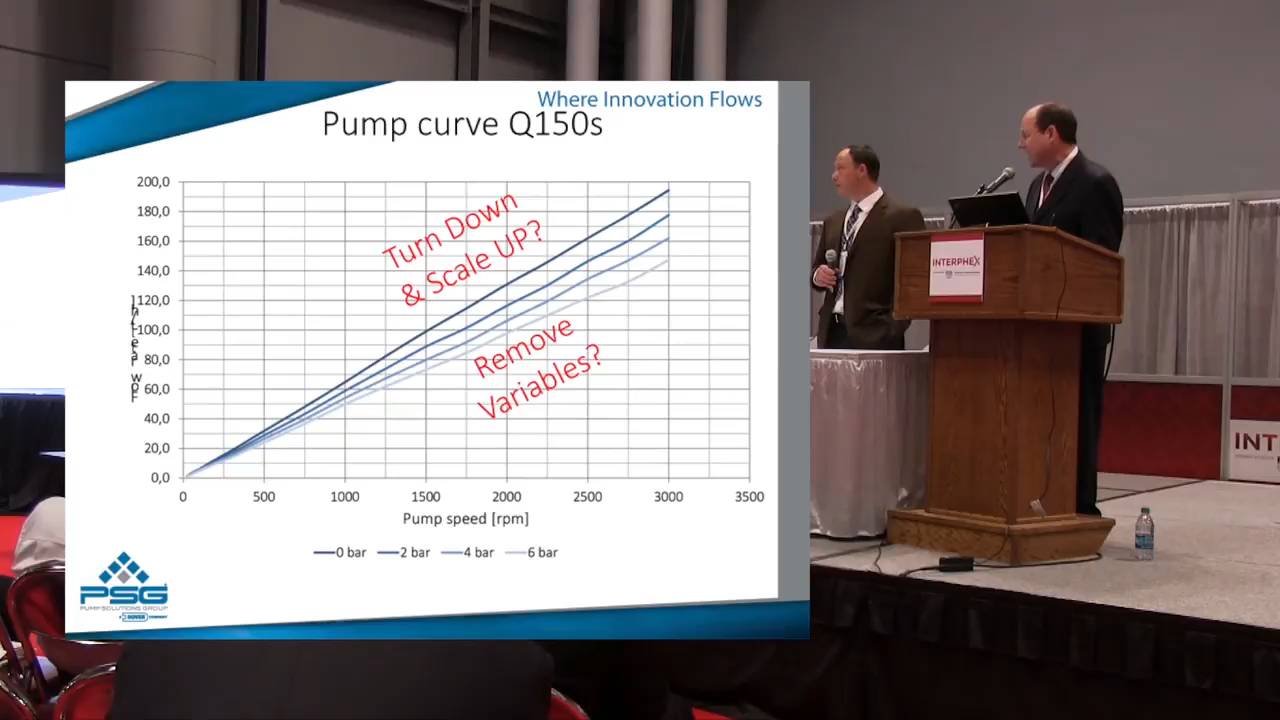 Where Innovation Flows
Pump curve Q150s
200,0
180,0
160,0
140,0
120,0
100,0
80,0
60,0
40,0
20,0
0,0
0 500 1000 1500 2000 2500 3000 3500
Pump speed [rpm]
0 bar 2 bar 4 bar 6 bar
Turn Down
& Scale UP?
Remove
Variables?
PSG
PUMP SOLUTIONS GROUP
DOVER
INTERPHEX
INT